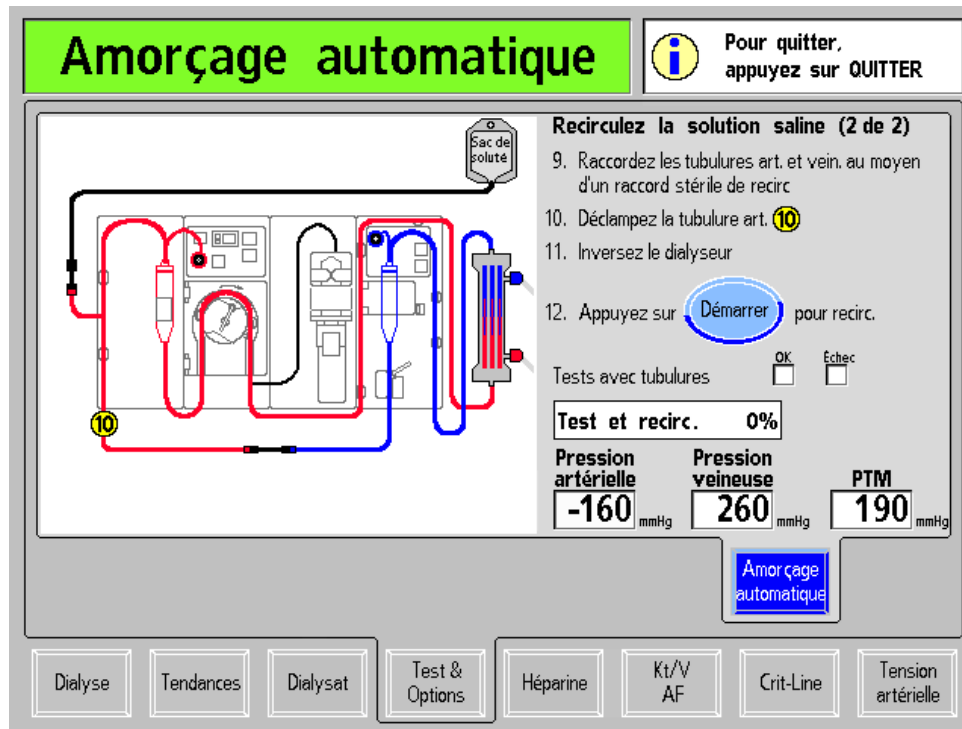 Amorçage automatique
Pour quitter,
appuyez sur QUITTER
Sac de
soluté
10
Recirculez la solution saline (2 de 2)
9. Raccordez les tubulures art. et vein. au moyen
d'un raccord stérile de recirc
10. Déclampez la tubulure art. 10
11. Inversez le dialyseur
12. Appuyez sur Démarrer pour recirc.
Tests avec tubulures OK Échec
Test et recirc. 0%
Pression
artérielle
-160 mmHg
Pression
veineuse
260 mmHg
PTM
190 mmHg
Amorçage
automatique
Dialyse
Tendances
Dialysat
Test &
Options
Héparine
Kt/V
AF
Crit-Line
Tension
artérielle